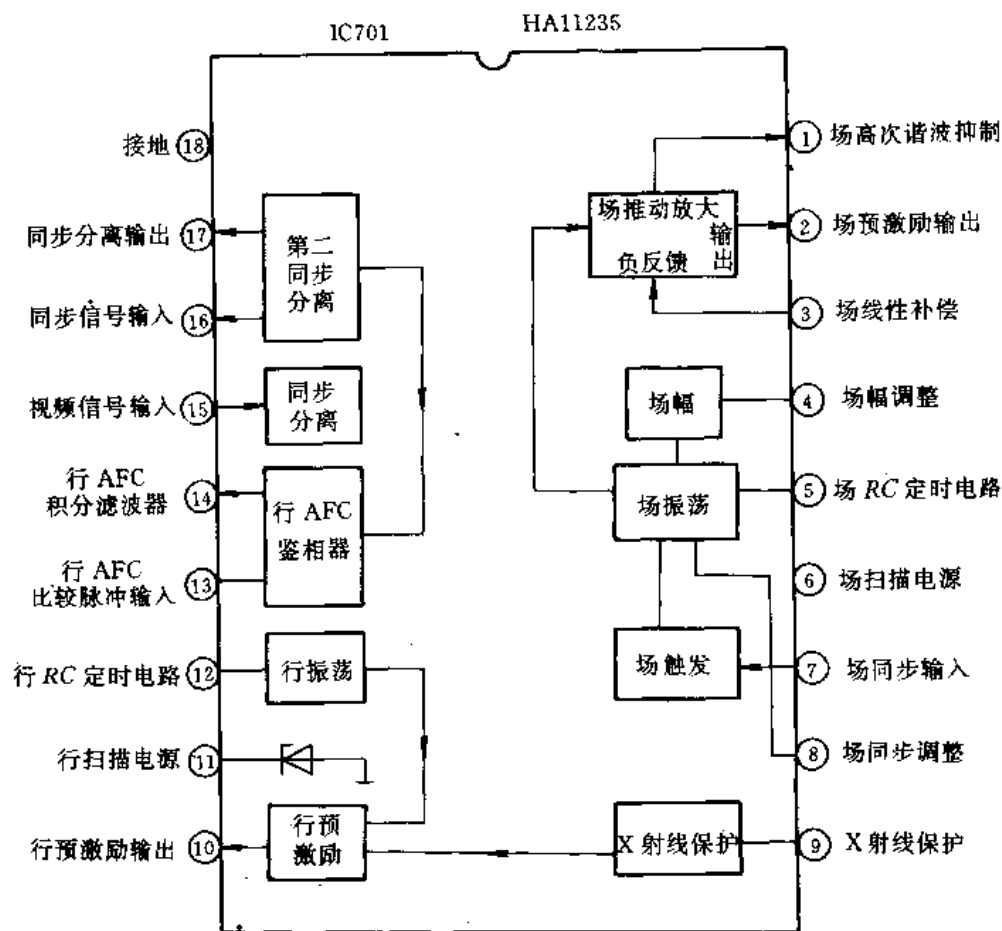 IC701 HA11235
接地 ⑱
同步分离输出 ⑰
同步信号输入 ⑯
视频信号输入 ⑮
行 AFC
积分滤波器 ⑭
行 AFC
比较脉冲输入 ⑬
行 RC 定时电路 ⑫
行扫描电源 ⑪
行预激励输出 ⑩
第二
同步
分离
同步
分离
行 AFC
鉴相器
行振荡
行预
激励
场推动放大
输出
负反馈
场幅
场振荡
场触发
X 射线保护
① 场高次谐波抑制
② 场预激励输出
③ 场线性补偿
④ 场幅调整
⑤ 场 RC 定时电路
⑥ 场扫描电源
⑦ 场同步输入
⑧ 场同步调整
⑨ X 射线保护